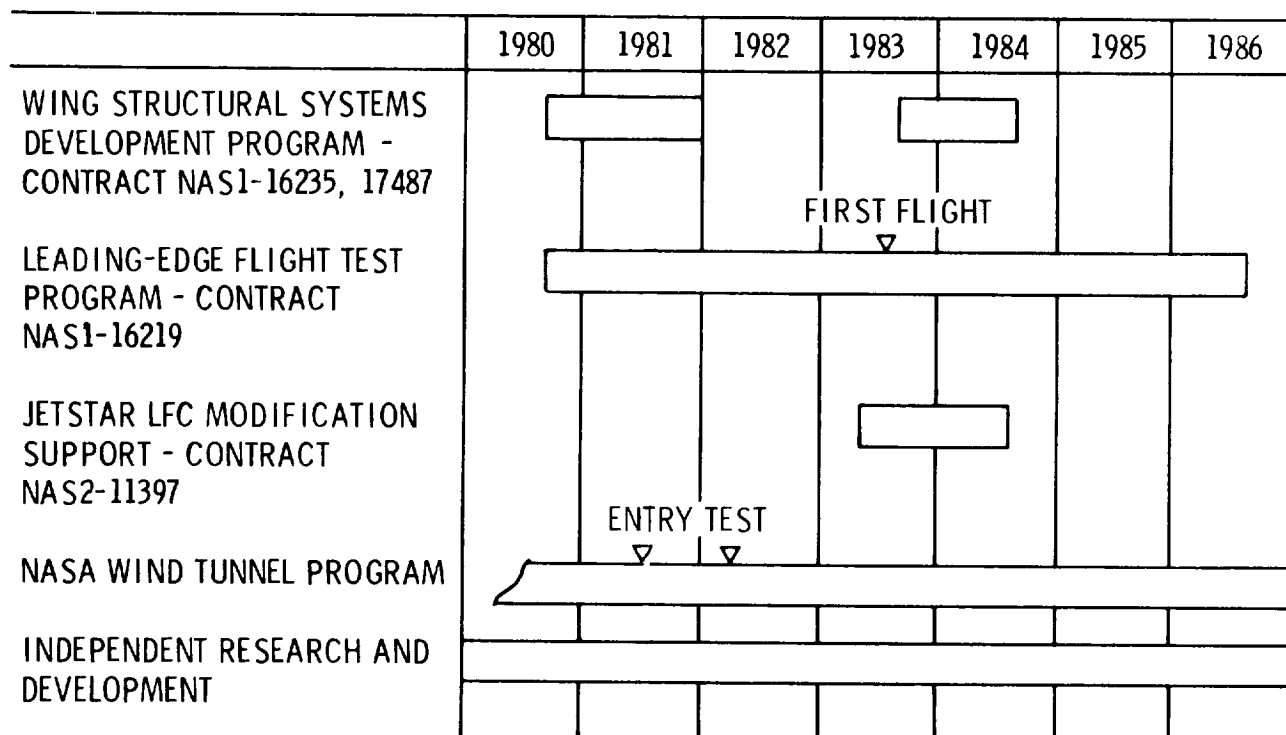 1980 1981 1982 1983 1984 1985 1986
WING STRUCTURAL SYSTEMS
DEVELOPMENT PROGRAM -
CONTRACT NAS1-16235, 17487
FIRST FLIGHT
LEADING-EDGE FLIGHT TEST
PROGRAM - CONTRACT
NAS1-16219
JETSTAR LFC MODIFICATION
SUPPORT - CONTRACT
NAS2-11397
ENTRY TEST
NASA WIND TUNNEL PROGRAM
INDEPENDENT RESEARCH AND
DEVELOPMENT